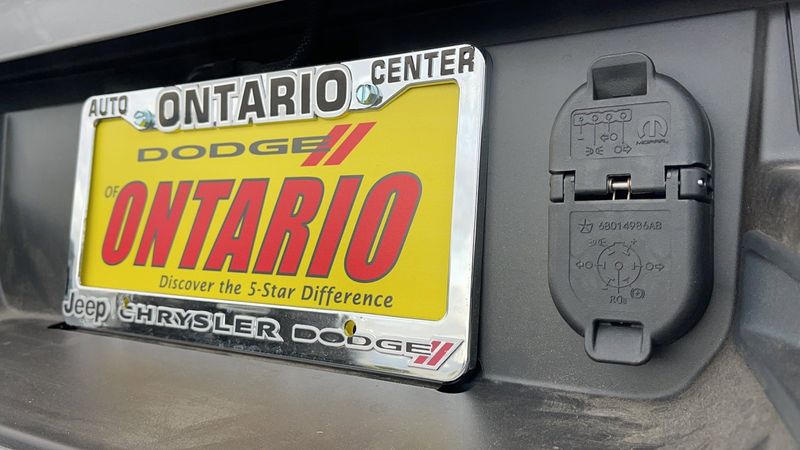 AUTO ONTARIO CENTER
DODGE
OF ONTARIO
Discover the 5-Star Difference
Jeep CHRYSLER DODGE
MOPAR
68014986AB